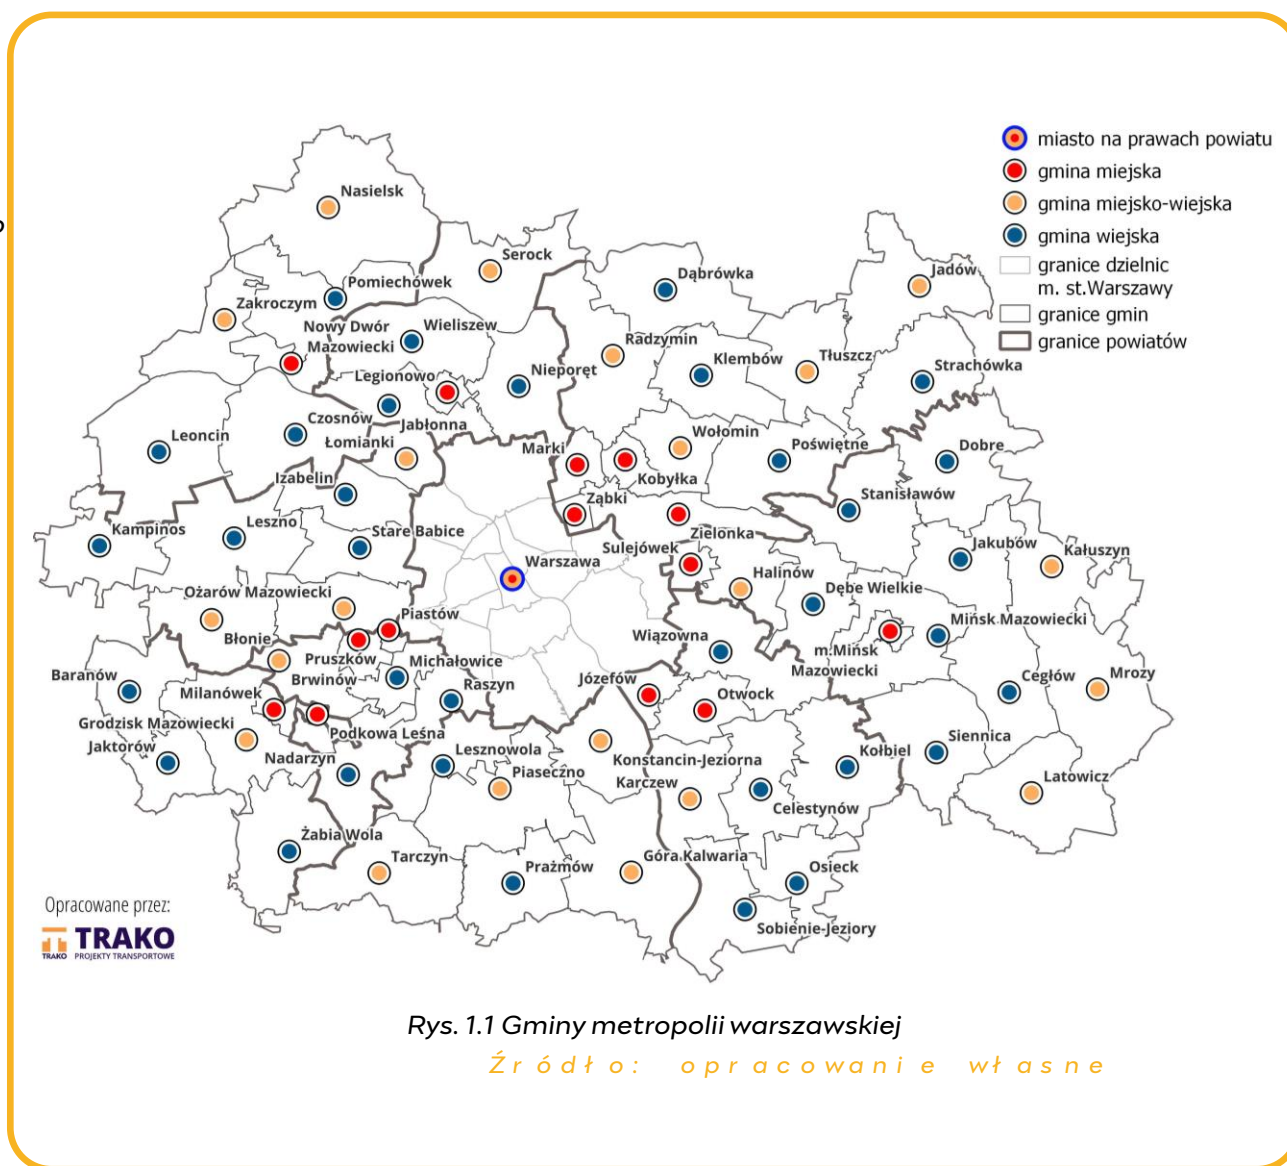 miasto na prawach powiatu
gmina miejska
gmina miejsko-wiejska
gmina wiejska
granice dzielnic
m. st.Warszawy
granice gmin
granice powiatów
Nasielsk
Serock
Dąbrówka
Jadów
Pomiechówek
Zakroczym
Nowy Dwór
Mazowiecki
Wieliszew
Radzymin
Klembów
Tłuszcz
Strachówka
Legionowo
Nieporęt
Czosnów
Jabłonna
Leoncin
Łomianki
Marki
Wołomin
Poświętne
Dobre
Izabelin
Kobyłka
Stanisławów
Ząbki
Kampinos
Leszno
Stare Babice
Zielonka
Sulejówek
Jakubów
Kałuszyn
Warszawa
Halinów
Dębe Wielkie
Ożarów Mazowiecki
Piastów
Mińsk Mazowiecki
Błonie
Wiązowna
m.Mińsk
Mazowiecki
Pruszków
Michałowice
Baranów
Brwinów
Józefów
Otwock
Cegłów
Mrozy
Milanówek
Raszyn
Grodzisk Mazowiecki
Podkowa Leśna
Jaktorów
Nadarzyn
Lesznowola
Konstancin-Jeziorna
Kołbiel
Siennica
Piaseczno
Karczew
Latowicz
Celestynów
Żabia Wola
Tarczyn
Prażmów
Góra Kalwaria
Osieck
Sobienie-Jeziory
Opracowane przez:
TRAKO
TRAKO PROJEKTY TRANSPORTOWE
Rys. 1.1 Gminy metropolii warszawskiej
Źródło: opracowanie własne